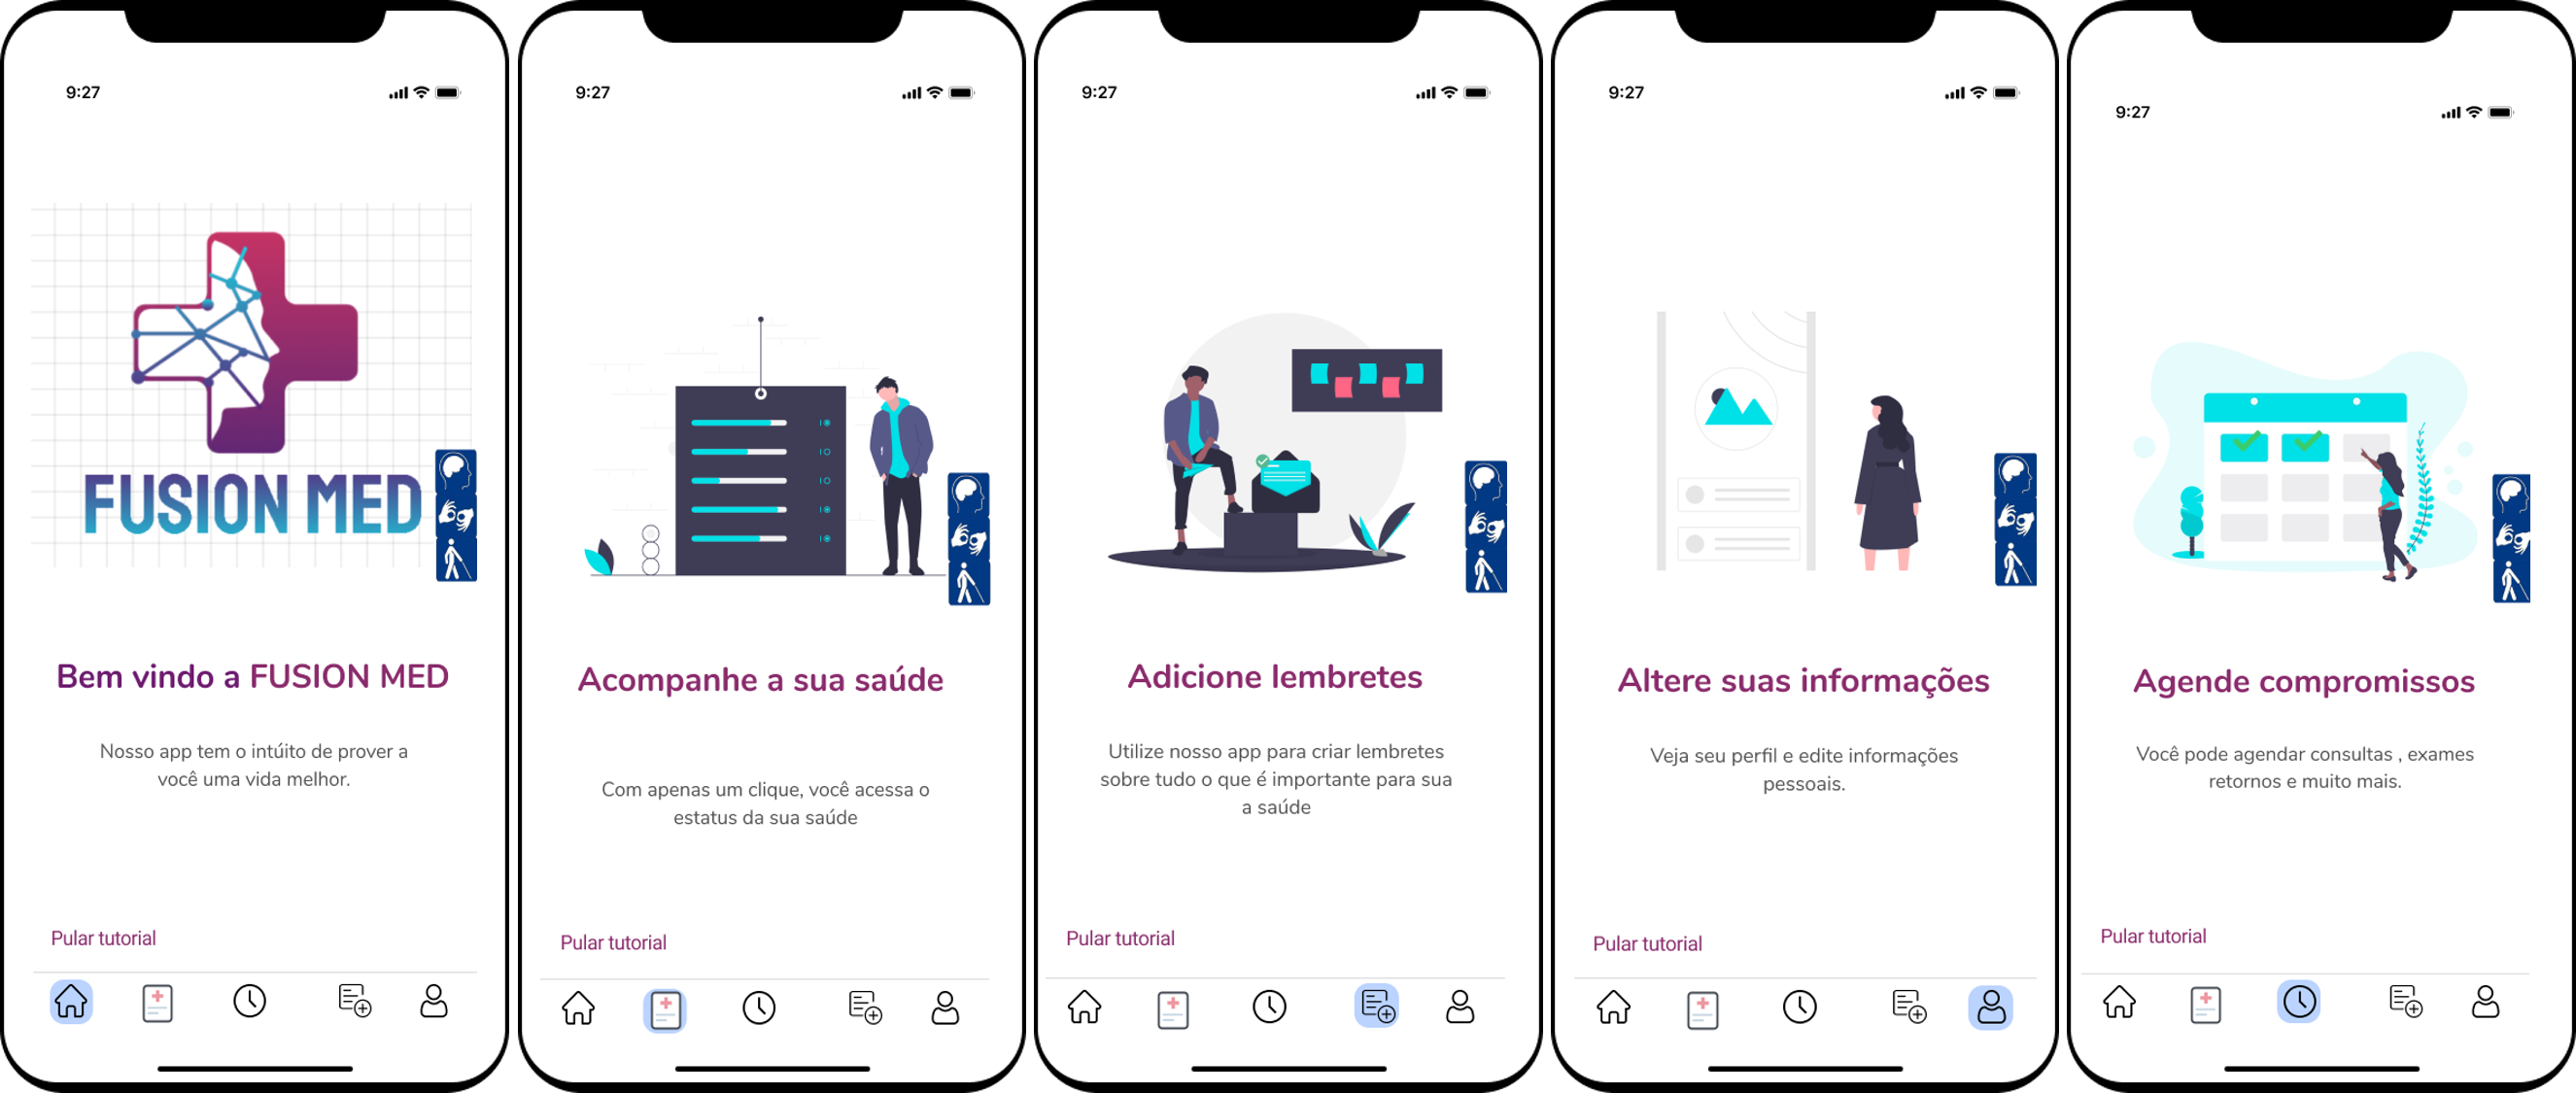 9:27
FUSION MED
Bem vindo a FUSION MED
Nosso app tem o intúito de prover a
você uma vida melhor.
Pular tutorial
9:27
Acompanhe a sua saúde
Com apenas um clique, você acessa o
estatus da sua saúde
Pular tutorial
9:27
Adicione lembretes
Utilize nosso app para criar lembretes
sobre tudo o que é importante para sua
a saúde
Pular tutorial
9:27
Altere suas informações
Veja seu perfil e edite informações
pessoais.
Pular tutorial
9:27
Agende compromissos
Você pode agendar consultas , exames
retornos e muito mais.
Pular tutorial